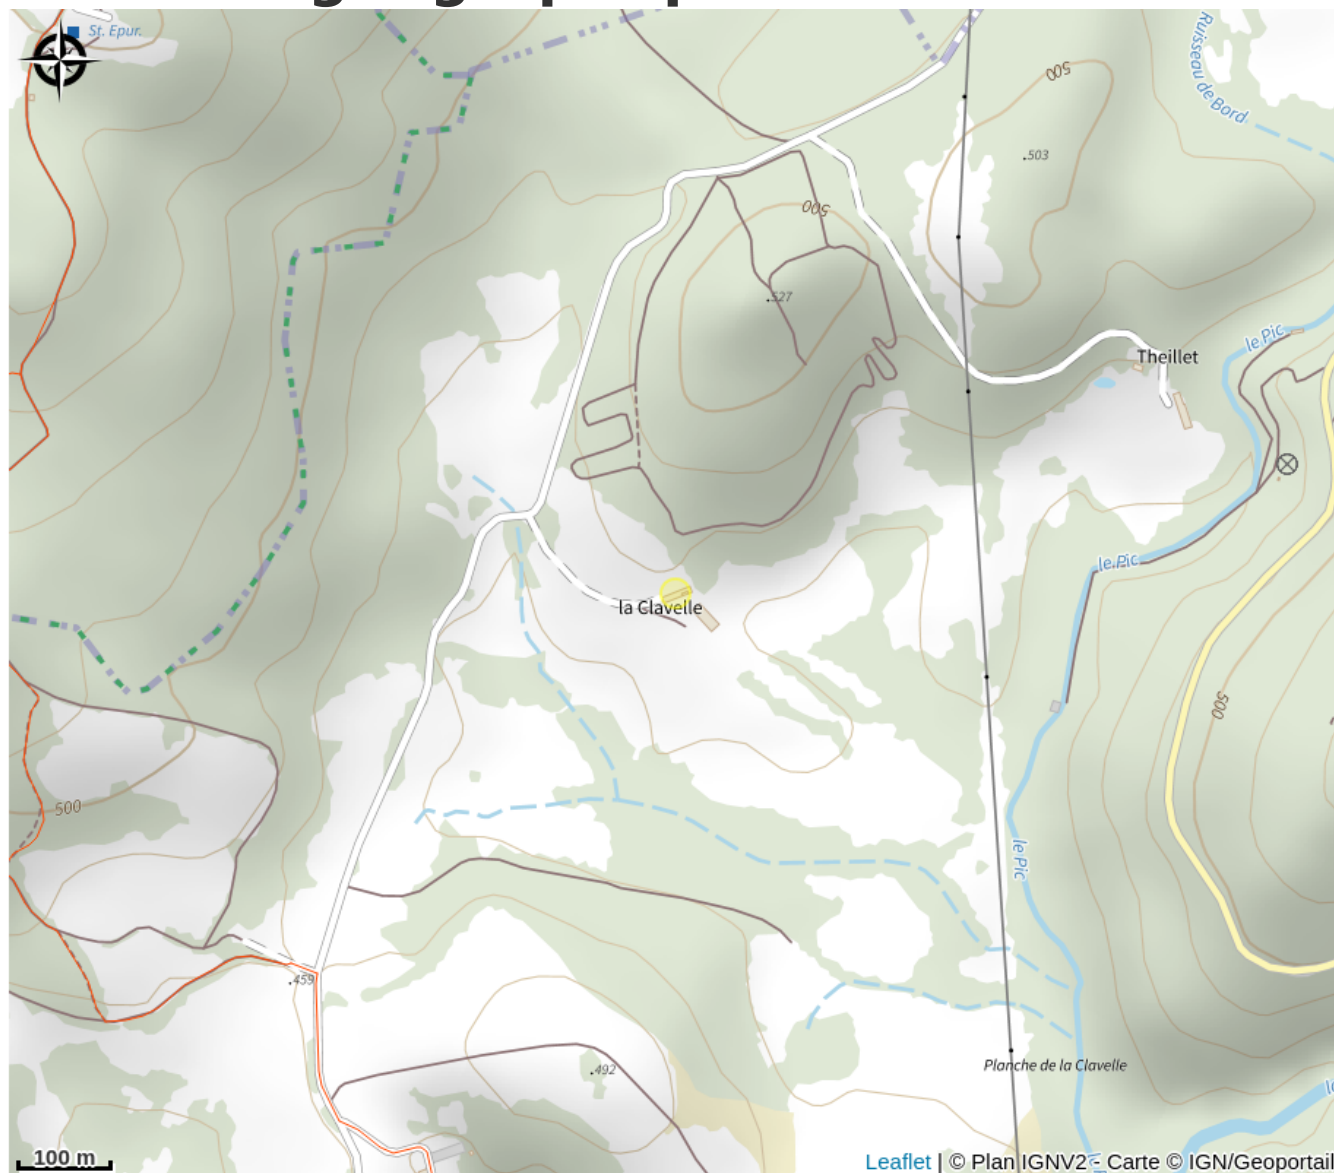 St. Epur.
Ruisseau de Bord
500
.503
500
.527
le Pic
Theillet
le Pic
la Clavelle
500
500
le Pic
.459
.492
Planche de la Clavelle
100 m
Leaflet | © Plan IGNV2 - Carte © IGN/Geoportail